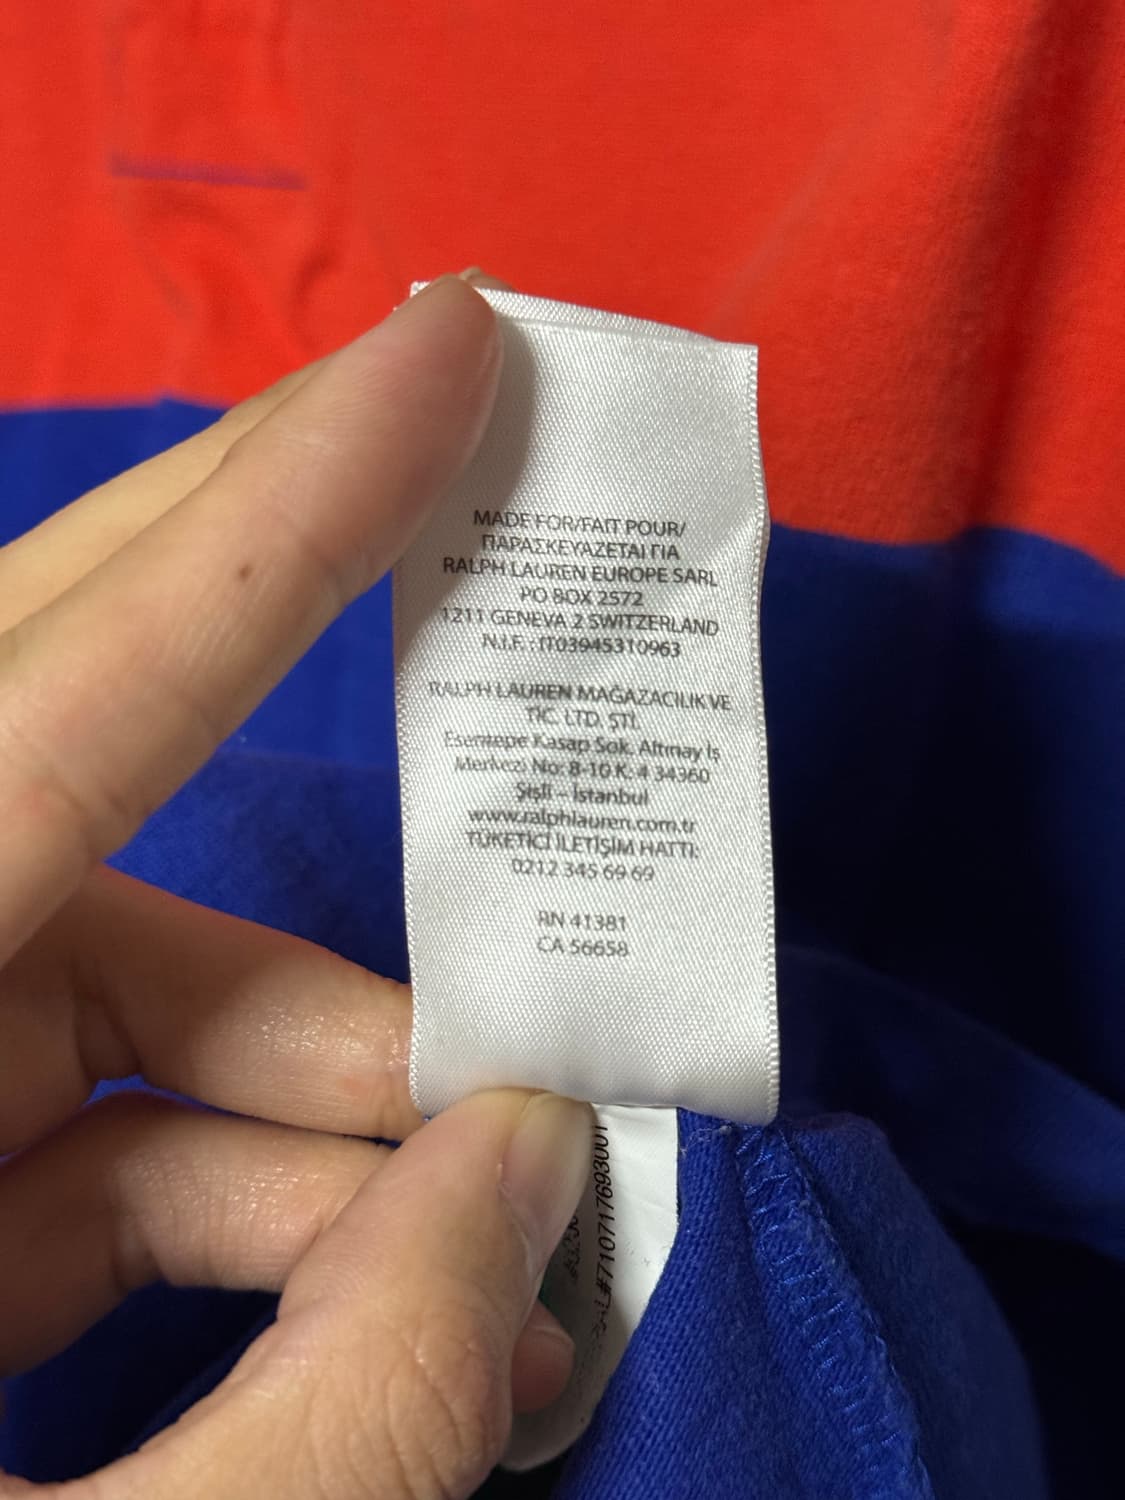 MADE FOR/FAIT POUR/
ΠΑΡΑΣΚΕΥΑΖΕΤΑΙ ΓΙΑ
RALPH LAUREN EUROPE SARL
PO BOX 2572
1211 GENEVA 2 SWITZERLAND
N.I.F. : IT03945310963
RALPH LAUREN MAĞAZACILIK VE
TİC. LTD. ŞTİ.
Esentepe Kasap Sok. Altınay İş
Merkezi No: 8-10 K: 4 34360
Şişli – İstanbul
www.ralphlauren.com.tr
TÜKETİCİ İLETİŞİM HATTI:
0212 345 69 69
RN 41381
CA 56658
#710717693001